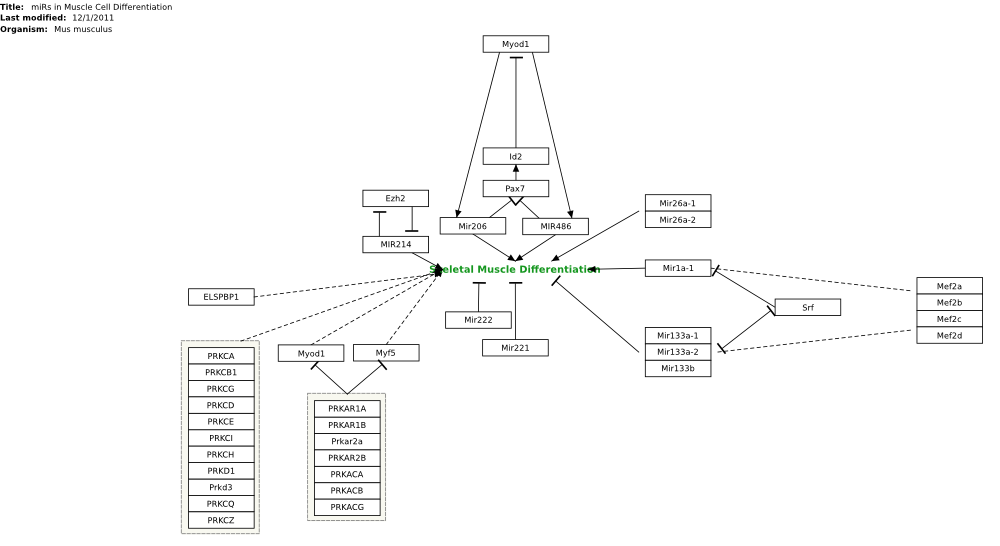 Title: miRs in Muscle Cell Differentiation
Last modified: 12/1/2011
Organism: Mus musculus
Myod1
Id2
Pax7
Ezh2
Mir206
MIR486
MIR214
Mir26a-1
Mir26a-2
Skeletal Muscle Differentiation
Mir1a-1
ELSPBP1
Mef2a
Mef2b
Mef2c
Mef2d
Srf
Mir222
Mir221
Mir133a-1
Mir133a-2
Mir133b
Myod1
Myf5
PRKCA
PRKCB1
PRKCG
PRKCD
PRKCE
PRKCI
PRKCH
PRKD1
Prkd3
PRKCQ
PRKCZ
PRKAR1A
PRKAR1B
Prkar2a
PRKAR2B
PRKACA
PRKACB
PRKACG